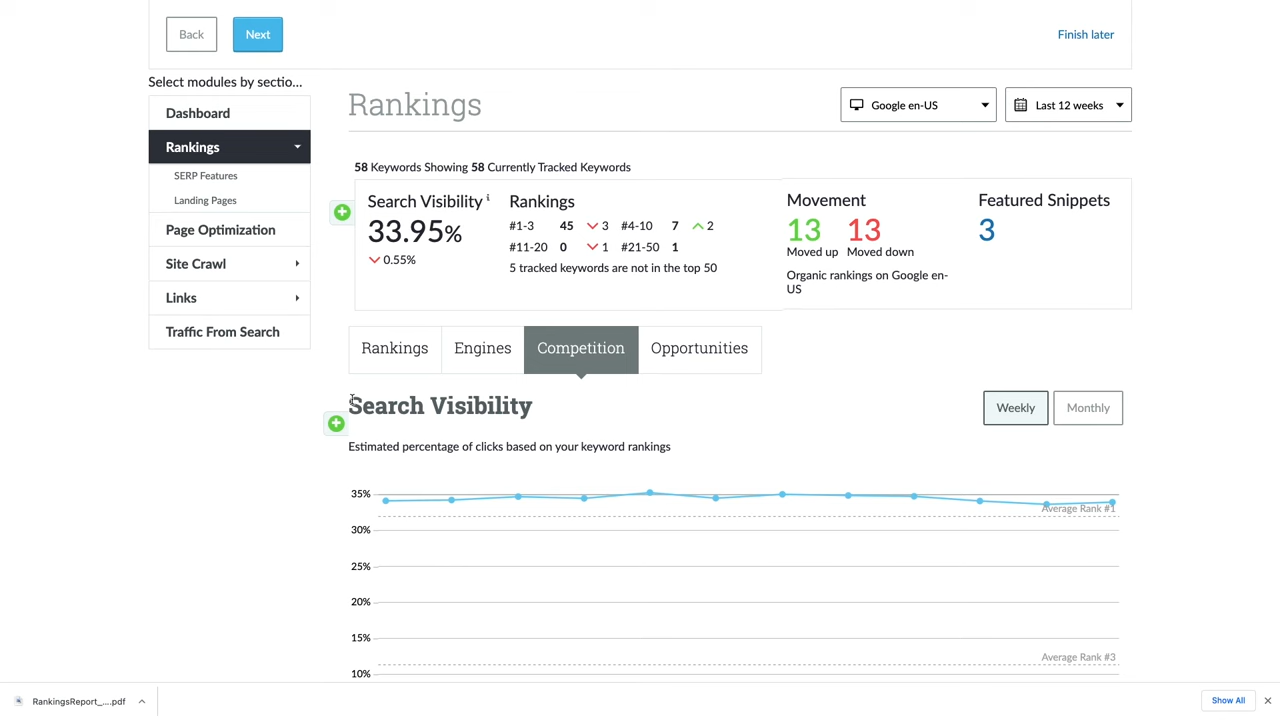 Back
Next
Finish later
Select modules by sectio...
Dashboard
Rankings
SERP Features
Landing Pages
Page Optimization
Site Crawl
Links
Traffic From Search
Rankings
Google en-US
Last 12 weeks
58 Keywords Showing 58 Currently Tracked Keywords
Search Visibility i
33.95%
0.55%
Rankings
#1-3 45 3 #4-10 7 2
#11-20 0 1 #21-50 1
5 tracked keywords are not in the top 50
Movement
13 13
Moved up Moved down
Organic rankings on Google en-
US
Featured Snippets
3
Rankings
Engines
Competition
Opportunities
Search Visibility
Weekly
Monthly
Estimated percentage of clicks based on your keyword rankings
35%
Average Rank #1
30%
25%
20%
15%
Average Rank #3
10%
RankingsReport_....pdf
Show All